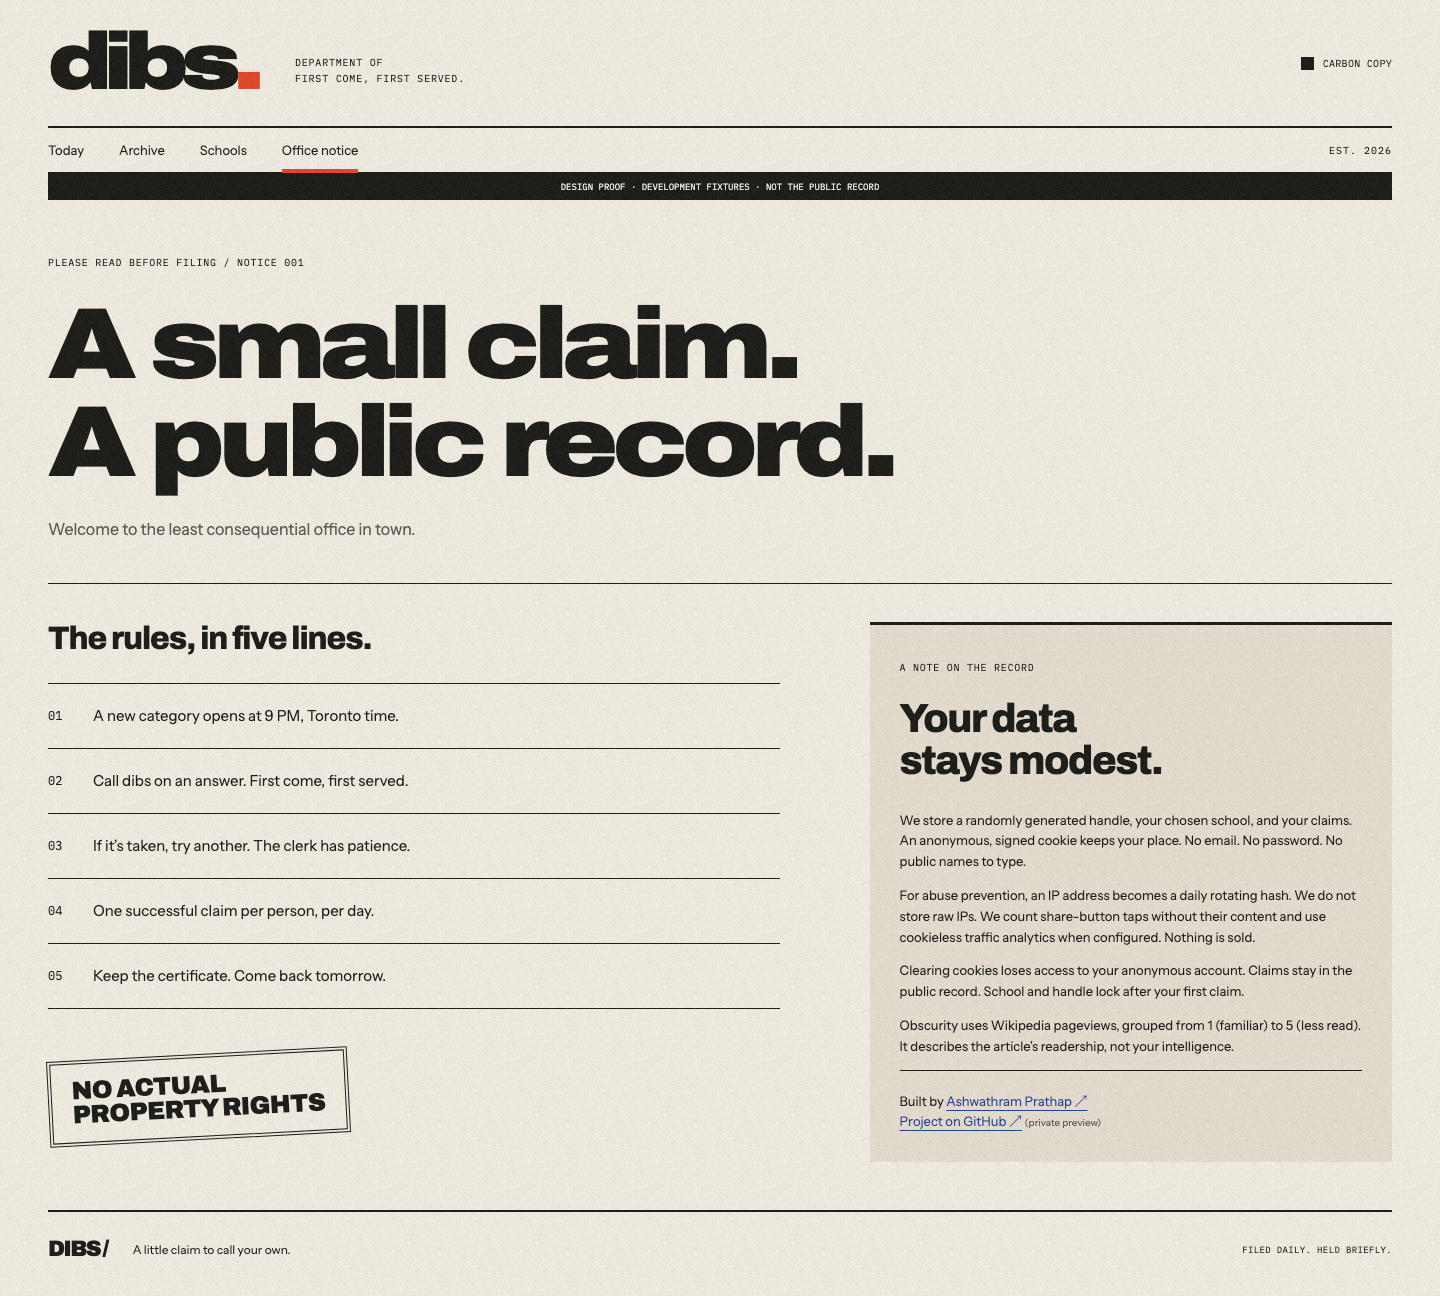 dibs.
DEPARTMENT OF
FIRST COME, FIRST SERVED.
CARBON COPY
Today
Archive
Schools
Office notice
EST. 2026
DESIGN PROOF · DEVELOPMENT FIXTURES · NOT THE PUBLIC RECORD
PLEASE READ BEFORE FILING / NOTICE 001
A small claim.
A public record.
Welcome to the least consequential office in town.
The rules, in five lines.
01 A new category opens at 9 PM, Toronto time.
02 Call dibs on an answer. First come, first served.
03 If it’s taken, try another. The clerk has patience.
04 One successful claim per person, per day.
05 Keep the certificate. Come back tomorrow.
NO ACTUAL
PROPERTY RIGHTS
A NOTE ON THE RECORD
Your data
stays modest.
We store a randomly generated handle, your chosen school, and your claims.
An anonymous, signed cookie keeps your place. No email. No password. No
public names to type.
For abuse prevention, an IP address becomes a daily rotating hash. We do not
store raw IPs. We count share-button taps without their content and use
cookieless traffic analytics when configured. Nothing is sold.
Clearing cookies loses access to your anonymous account. Claims stay in the
public record. School and handle lock after your first claim.
Obscurity uses Wikipedia pageviews, grouped from 1 (familiar) to 5 (less read).
It describes the article’s readership, not your intelligence.
Built by Ashwathram Prathap ↗
Project on GitHub ↗ (private preview)
DIBS/
A little claim to call your own.
FILED DAILY. HELD BRIEFLY.